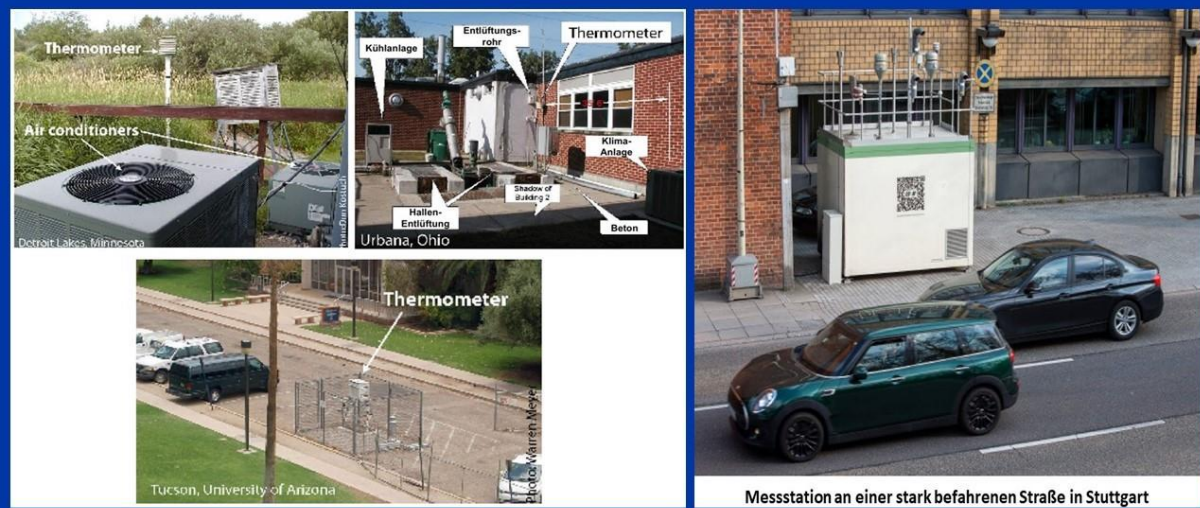 Thermometer
Air conditioners
Detroit Lakes, Minnesota
Kühlanlage
Entlüftungs-
rohr
Thermometer
Klima-
Anlage
Shadow of
Building 2
Hallen-
Entlüftung
Beton
Urbana, Ohio
Thermometer
Tucson, University of Arizona
Photo: Warren Meyer
Messstation an einer stark befahrenen Straße in Stuttgart